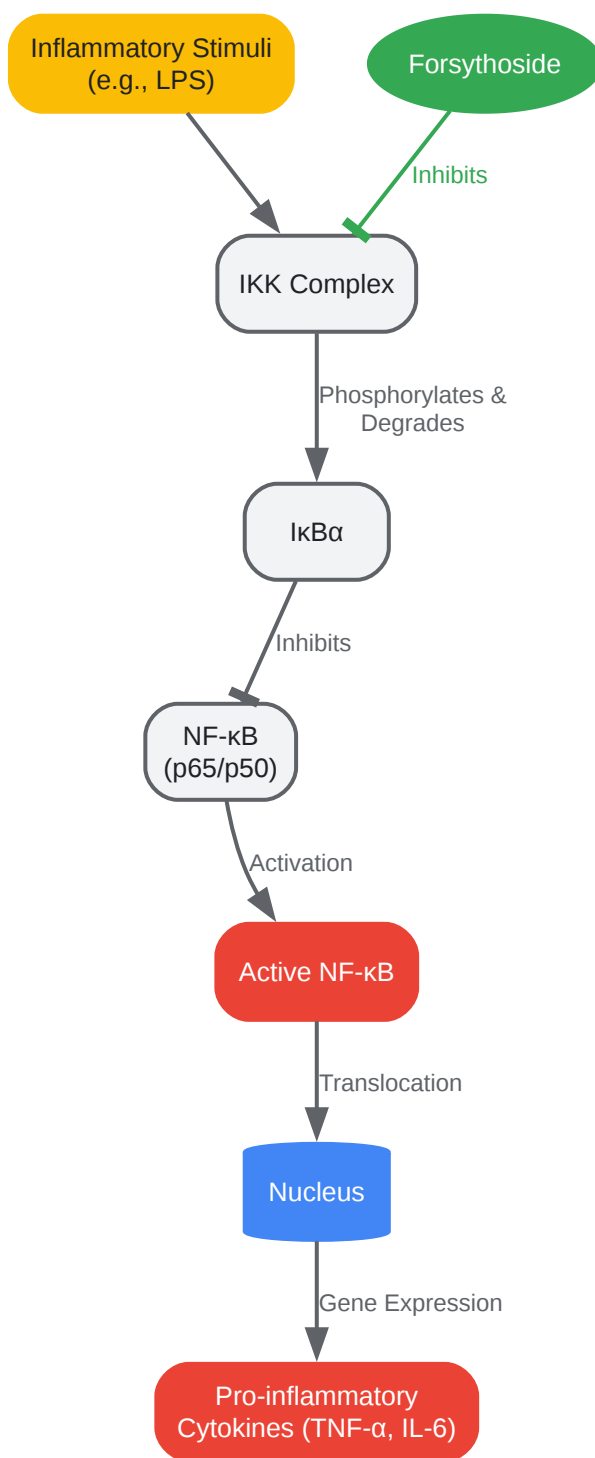 Inflammatory Stimuli
(e.g., LPS)
Forsythoside
Inhibits
IKK Complex
Phosphorylates &
Degrades
IκBα
Inhibits
NF-κB
(p65/p50)
Activation
Active NF-κB
Translocation
Nucleus
Gene Expression
Pro-inflammatory
Cytokines (TNF-α, IL-6)